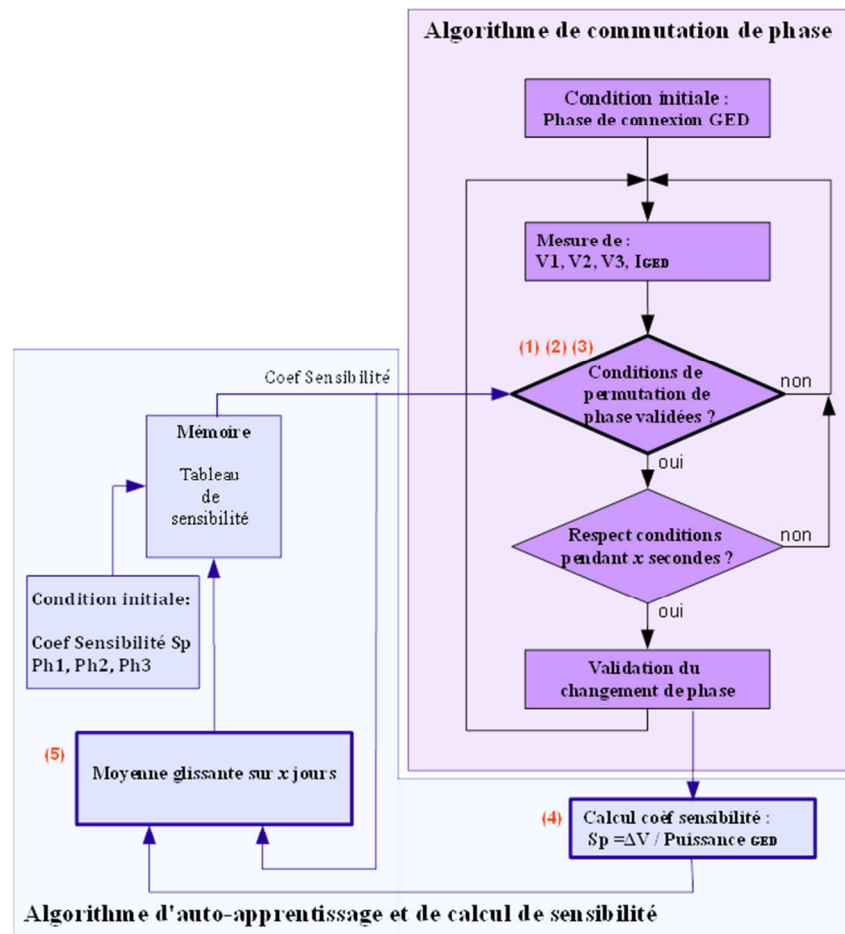 Algorithme de commutation de phase
Condition initiale :
Phase de connexion GED
Mesure de :
V1, V2, V3, IGED
(1) (2) (3)
Conditions de
permutation de
phase validées ?
non
oui
Respect conditions
pendant x secondes ?
non
oui
Validation du
changement de phase
Coef Sensibilité
Mémoire
Tableau
de
sensibilité
Condition initiale:
Coef Sensibilité Sp
Ph1, Ph2, Ph3
(5)
Moyenne glissante sur x jours
(4)
Calcul coèf sensibilité :
Sp =ΔV / Puissance GED
Algorithme d'auto-apprentissage et de calcul de sensibilité